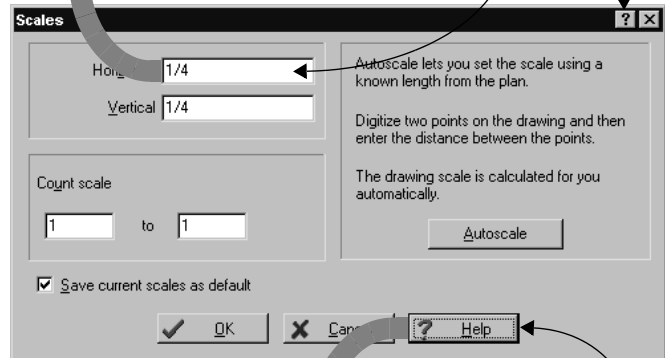 Scales
Horiz 1/4
Vertical 1/4
Count scale
1 to 1
Autoscale lets you set the scale using a
known length from the plan.
Digitize two points on the drawing and then
enter the distance between the points.
The drawing scale is calculated for you
automatically.
Autoscale
Save current scales as default
OK Cance Help